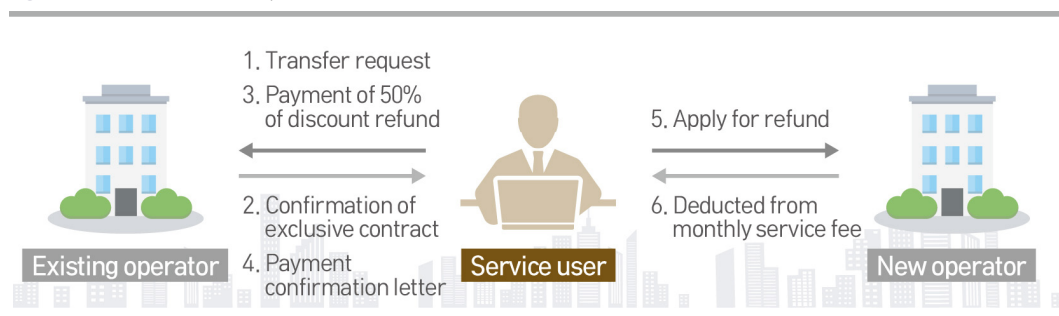 1. Transfer request
3. Payment of 50%
of discount refund
2. Confirmation of
exclusive contract
4. Payment
confirmation letter
5. Apply for refund
6. Deducted from
monthly service fee
Existing operator
Service user
New operator